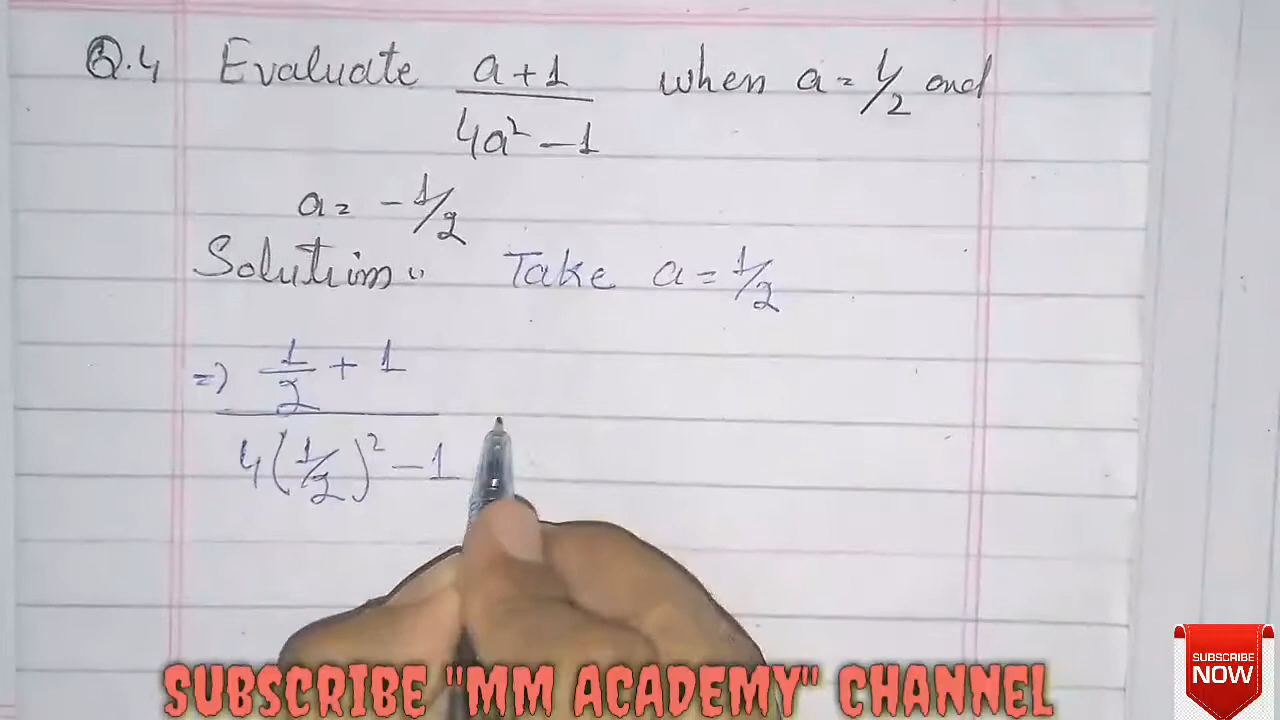 Q.4 Evaluate a+1 / 4a² - 1 when a = 1/2 and
a = - 1/2
Solution:. Take a = 1/2
=> 1/2 + 1
4(1/2)² - 1
SUBSCRIBE "MM ACADEMY" CHANNEL
SUBSCRIBE
NOW